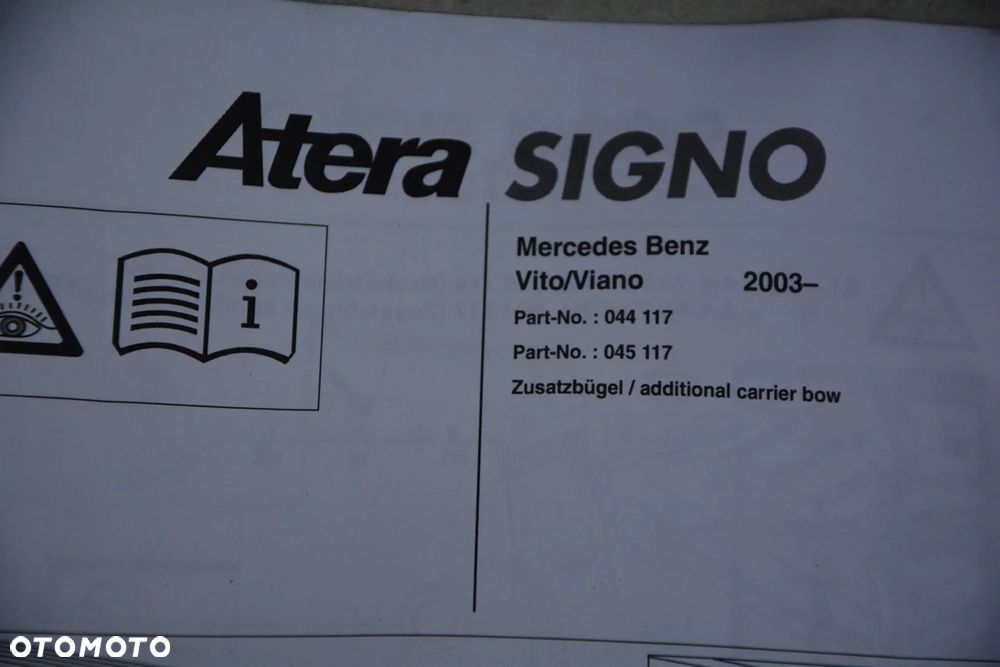 Atera SIGNO
Mercedes Benz
Vito/Viano 2003–
Part-No. : 044 117
Part-No. : 045 117
Zusatzbügel / additional carrier bow
OTOMOTO